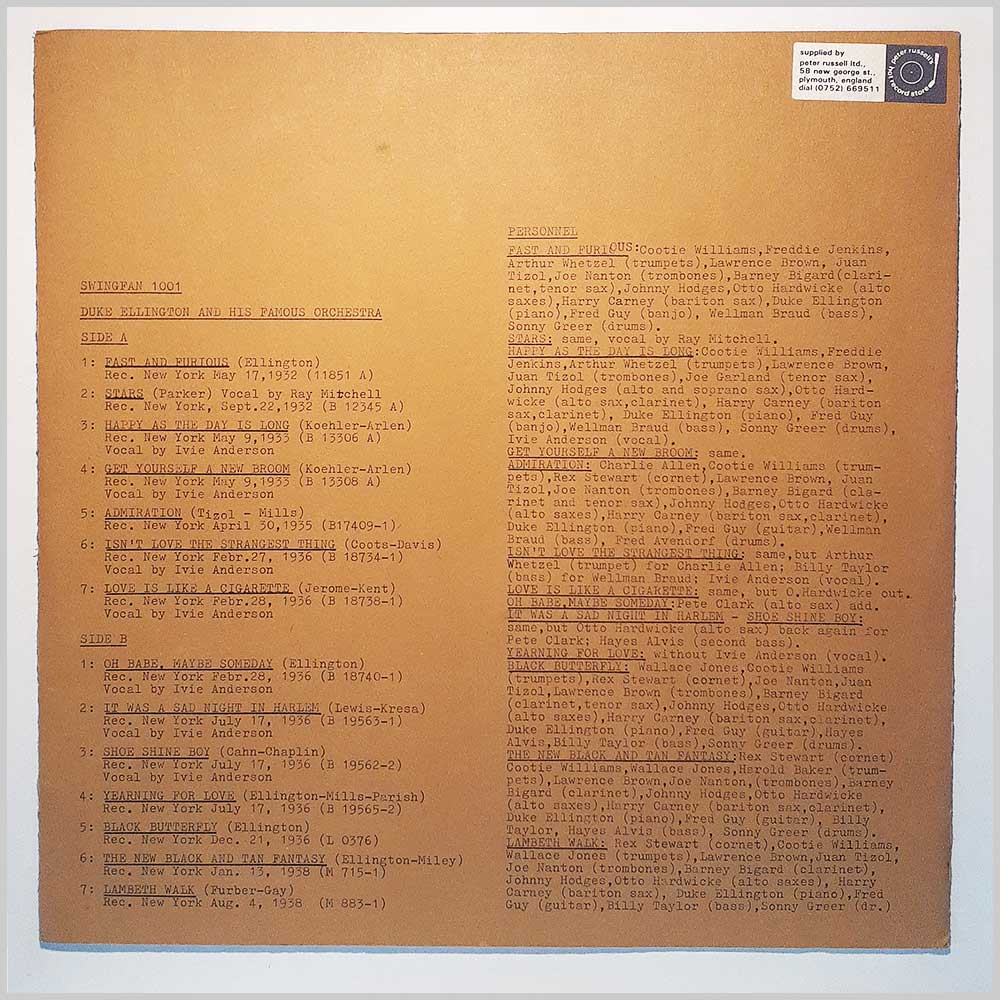 supplied by
peter russell ltd.,
58 new george st.,
plymouth, england
dial (0752) 669511
peter russell's
hot record store
SWINGFAN 1001
DUKE ELLINGTON AND HIS FAMOUS ORCHESTRA
SIDE A
1: FAST AND FURIOUS (Ellington)
Rec. New York May 17,1932 (11851 A)
2: STARS (Parker) Vocal by Ray Mitchell
Rec. New York, Sept.22,1932 (B 12345 A)
3: HAPPY AS THE DAY IS LONG (Koehler-Arlen)
Rec. New York May 9,1933 (B 13306 A)
Vocal by Ivie Anderson
4: GET YOURSELF A NEW BROOM (Koehler-Arlen)
Rec. New York May 9,1933 (B 13308 A)
Vocal by Ivie Anderson
5: ADMIRATION (Tizol - Mills)
Rec. New York April 30,1935 (B17409-1)
6: ISN'T LOVE THE STRANGEST THING (Coots-Davis)
Rec. New York Febr.27, 1936 (B 18734-1)
Vocal by Ivie Anderson
7: LOVE IS LIKE A CIGARETTE (Jerome-Kent)
Rec. New York Febr.28, 1936 (B 18738-1)
Vocal by Ivie Anderson
SIDE B
1: OH BABE, MAYBE SOMEDAY (Ellington)
Rec. New York Febr.28, 1936 (B 18740-1)
Vocal by Ivie Anderson
2: IT WAS A SAD NIGHT IN HARLEM (Lewis-Kresa)
Rec. New York July 17, 1936 (B 19563-1)
Vocal by Ivie Anderson
3: SHOE SHINE BOY (Cahn-Chaplin)
Rec. New York July 17, 1936 (B 19562-2)
Vocal by Ivie Anderson
4: YEARNING FOR LOVE (Ellington-Mills-Parish)
Rec. New York July 17, 1936 (B 19565-2)
5: BLACK BUTTERFLY (Ellington)
Rec. New York Dec. 21, 1936 (L 0376)
6: THE NEW BLACK AND TAN FANTASY (Ellington-Miley)
Rec. New York Jan. 13, 1938 (M 715-1)
7: LAMBETH WALK (Furber-Gay)
Rec. New York Aug. 4, 1938 (M 883-1)
PERSONNEL
FAST AND FURIOUS:Cootie Williams,Freddie Jenkins,
Arthur Whetzel (trumpets),Lawrence Brown, Juan
Tizol,Joe Nanton (trombones),Barney Bigard(clari-
net,tenor sax),Johnny Hodges,Otto Hardwicke (alto
saxes),Harry Carney (bariton sax),Duke Ellington
(piano),Fred Guy (banjo), Wellman Braud (bass),
Sonny Greer (drums).
STARS: same, vocal by Ray Mitchell.
HAPPY AS THE DAY IS LONG:Cootie Williams,Freddie
Jenkins,Arthur Whetzel (trumpets),Lawrence Brown,
Juan Tizol (trombones),Joe Garland (tenor sax),
Johnny Hodges (alto and soprano sax),Otto Hard-
wicke (alto sax,clarinet), Harry Carney (bariton
sax,clarinet), Duke Ellington (piano), Fred Guy
(banjo),Wellman Braud (bass), Sonny Greer (drums),
Ivie Anderson (vocal).
GET YOURSELF A NEW BROOM: same.
ADMIRATION: Charlie Allen,Cootie Williams (trum-
pets),Rex Stewart (cornet),Lawrence Brown, Juan
Tizol,Joe Nanton (trombones),Barney Bigard (cla-
rinet and tenor sax),Johnny Hodges,Otto Hardwicke
(alto saxes),Harry Carney (bariton sax,clarinet),
Duke Ellington (piano),Fred Guy (guitar),Wellman
Braud (bass), Fred Avendorf (drums).
ISN'T LOVE THE STRANGEST THING: same,but Arthur
Whetzel (trumpet) for Charlie Allen; Billy Taylor
(bass) for Wellman Braud; Ivie Anderson (vocal).
LOVE IS LIKE A CIGARETTE: same, but O.Hardwicke out.
OH BABE,MAYBE SOMEDAY:Pete Clark (alto sax) add.
IT WAS A SAD NIGHT IN HARLEM - SHOE SHINE BOY:
same,but Otto Hardwicke (alto sax) back again for
Pete Clark; Hayes Alvis (second bass).
YEARNING FOR LOVE: without Ivie Anderson (vocal).
BLACK BUTTERFLY: Wallace Jones,Cootie Williams
(trumpets),Rex Stewart (cornet),Joe Nanton,Juan
Tizol,Lawrence Brown (trombones),Barney Bigard
(clarinet,tenor sax),Johnny Hodges,Otto Hardwicke
(alto saxes),Harry Carney (bariton sax,clarinet),
Duke Ellington (piano),Fred Guy (guitar),Hayes
Alvis,Billy Taylor (bass),Sonny Greer (drums).
THE NEW BLACK AND TAN FANTASY:Rex Stewart (cornet)
Cootie Williams,Wallace Jones,Harold Baker (trum-
pets),Lawrence Brown,Joe Nanton,(trombones),Barney
Bigard (clarinet),Johnny Hodges,Otto Hardwicke
(alto saxes),Harry Carney (bariton sax,clarinet),
Duke Ellington (piano),Fred Guy (guitar), Billy
Taylor, Hayes Alvis (bass), Sonny Greer (drums).
LAMBETH WALK: Rex Stewart (cornet),Cootie Williams,
Wallace Jones (trumpets),Lawrence Brown,Juan Tizol,
Joe Nanton (trombones),Barney Bigard (clarinet),
Johnny Hodges,Otto Hardwicke (alto saxes), Harry
Carney (bariton sax), Duke Ellington (piano),Fred
Guy (guitar),Billy Taylor (bass),Sonny Greer (dr.)